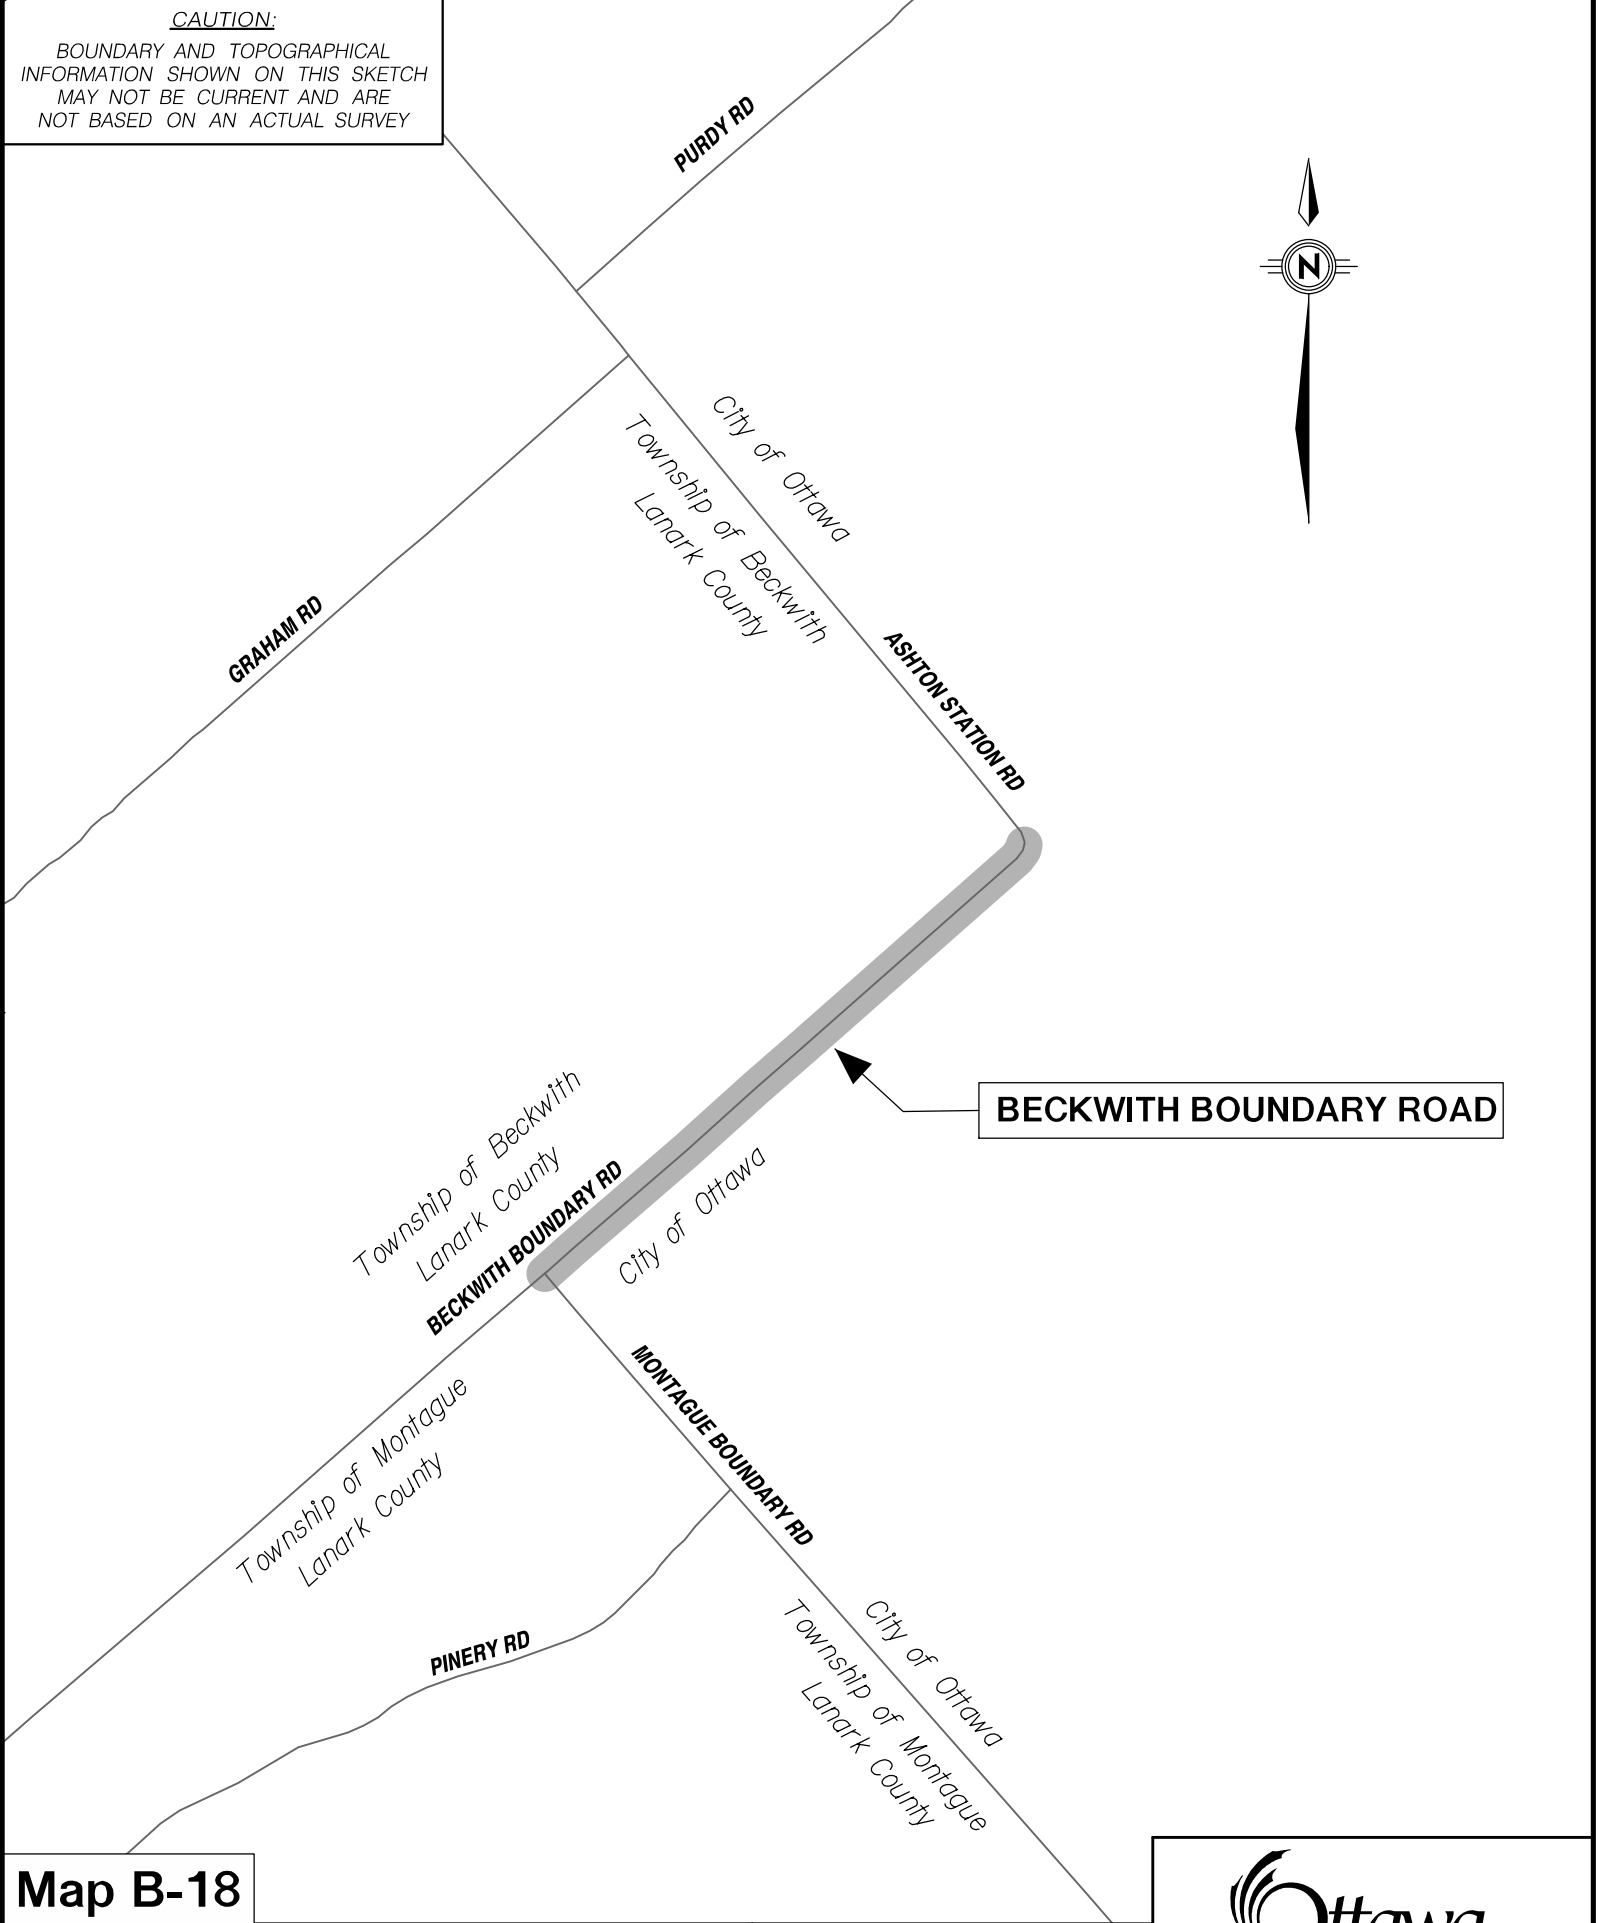 CAUTION:
BOUNDARY AND TOPOGRAPHICAL
INFORMATION SHOWN ON THIS SKETCH
MAY NOT BE CURRENT AND ARE
NOT BASED ON AN ACTUAL SURVEY
PURDY RD
N
City of Ottawa
Township of Beckwith
Lanark County
GRAHAM RD
ASHTON STATION RD
BECKWITH BOUNDARY ROAD
Township of Beckwith
Lanark County
BECKWITH BOUNDARY RD
City of Ottawa
MONTAGUE BOUNDARY RD
Township of Montague
Lanark County
PINERY RD
City of Ottawa
Township of Montague
Lanark County
Map B-18
Ottawa